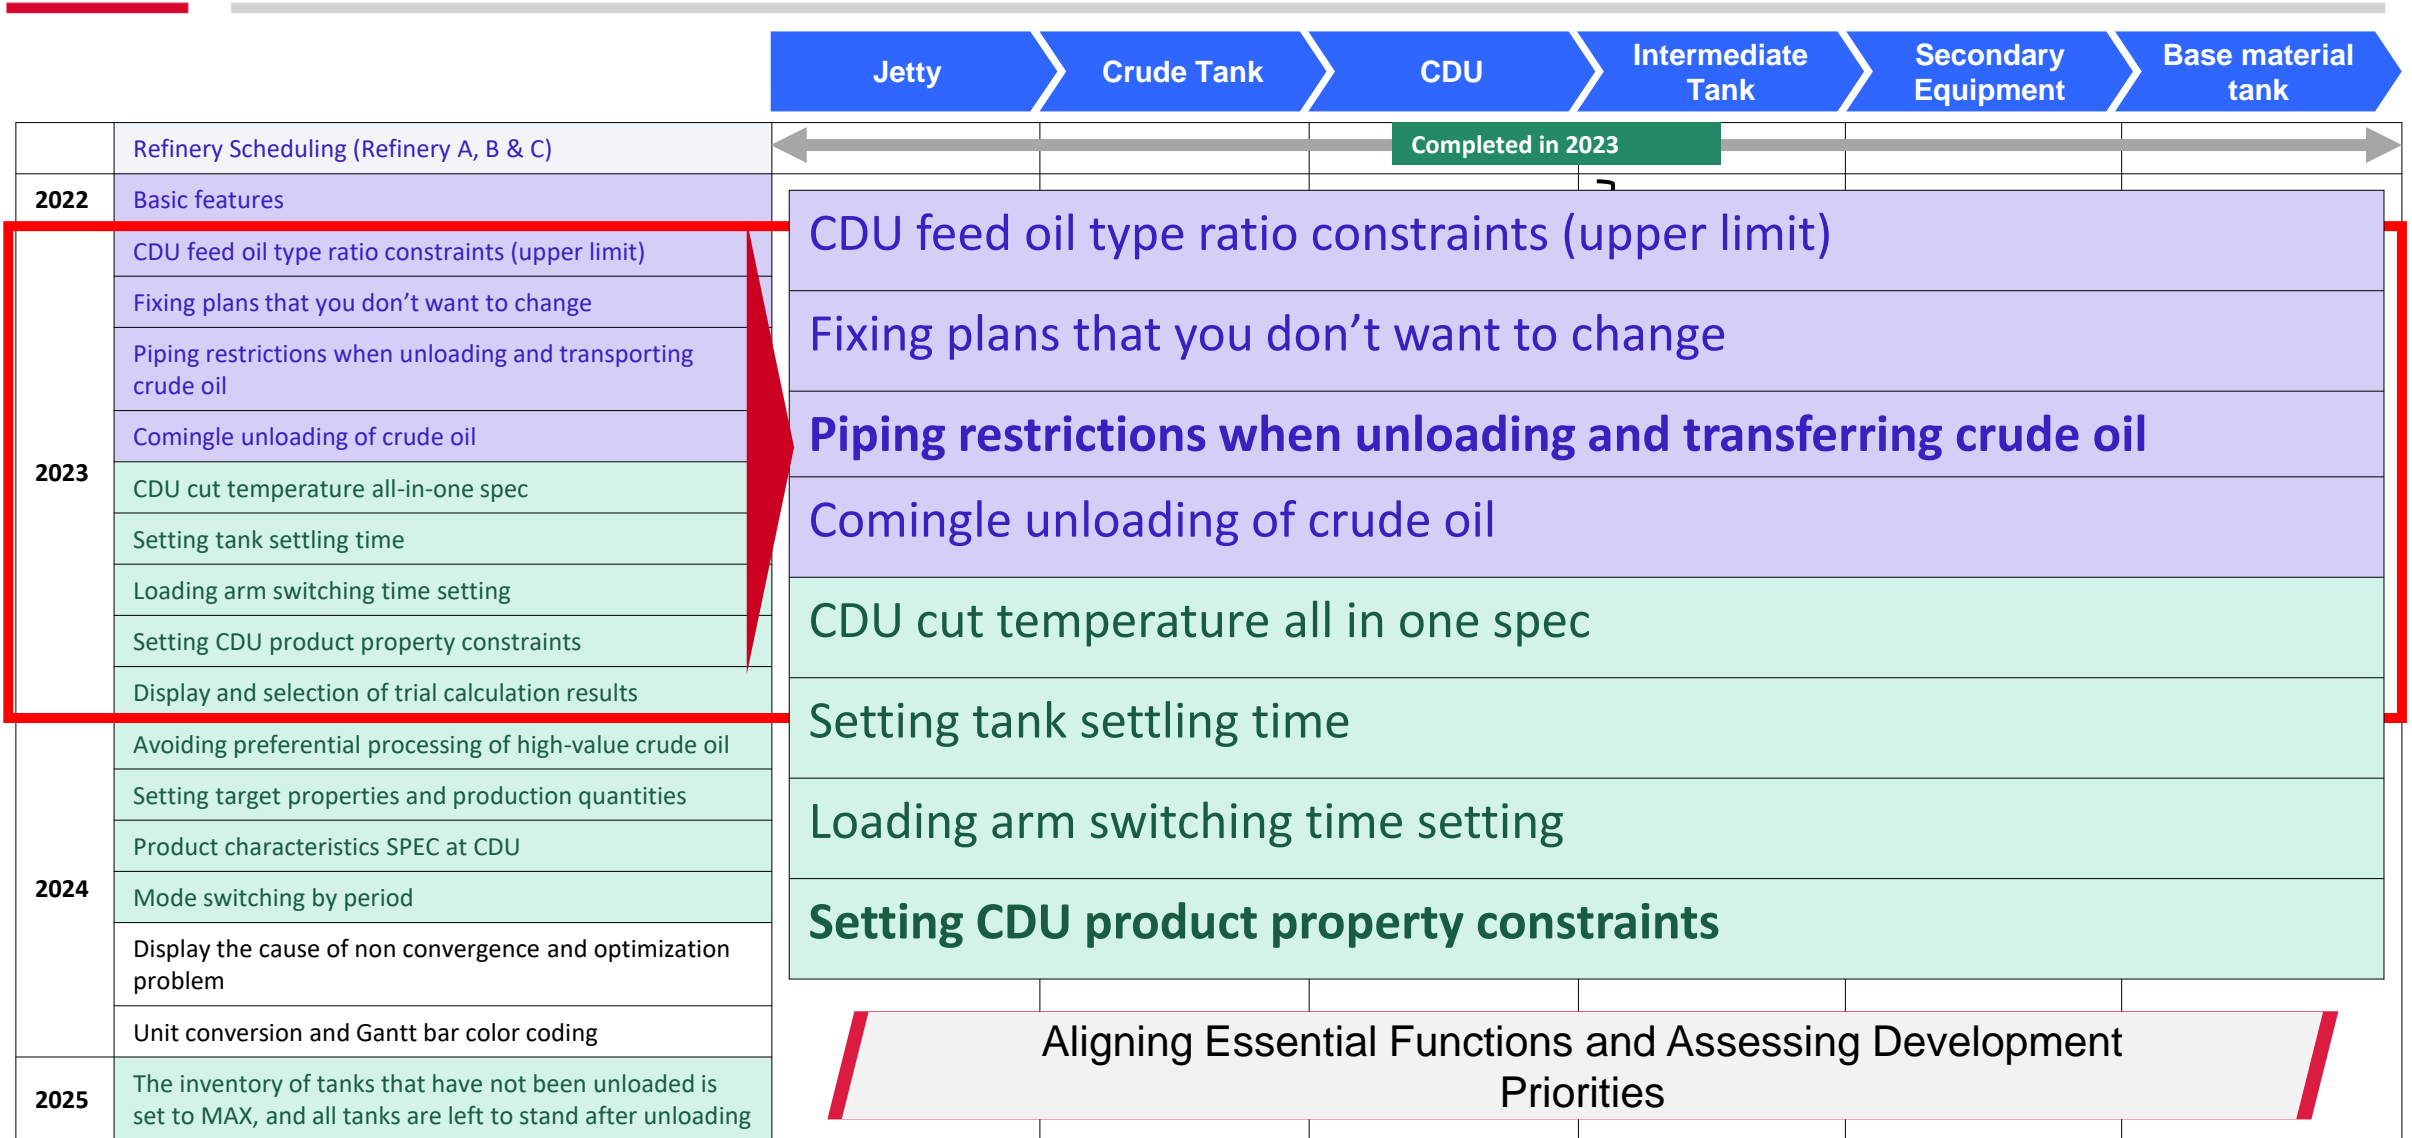 Jetty
Crude Tank
CDU
Intermediate
Tank
Secondary
Equipment
Base material
tank
Refinery Scheduling (Refinery A, B & C)
Completed in 2023
2022
Basic features
2023
CDU feed oil type ratio constraints (upper limit)
Fixing plans that you don’t want to change
Piping restrictions when unloading and transporting
crude oil
Comingle unloading of crude oil
CDU cut temperature all-in-one spec
Setting tank settling time
Loading arm switching time setting
Setting CDU product property constraints
Display and selection of trial calculation results
2024
Avoiding preferential processing of high-value crude oil
Setting target properties and production quantities
Product characteristics SPEC at CDU
Mode switching by period
Display the cause of non convergence and optimization
problem
Unit conversion and Gantt bar color coding
2025
The inventory of tanks that have not been unloaded is
set to MAX, and all tanks are left to stand after unloading
CDU feed oil type ratio constraints (upper limit)
Fixing plans that you don’t want to change
Piping restrictions when unloading and transferring crude oil
Comingle unloading of crude oil
CDU cut temperature all in one spec
Setting tank settling time
Loading arm switching time setting
Setting CDU product property constraints
Aligning Essential Functions and Assessing Development
Priorities